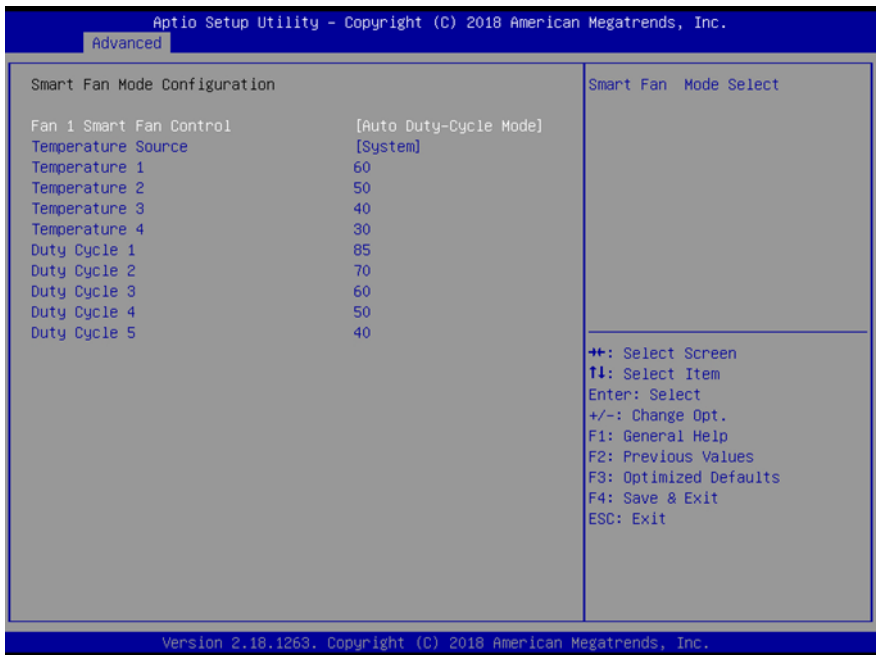 Aptio Setup Utility – Copyright (C) 2018 American Megatrends, Inc.
Advanced
Smart Fan Mode Configuration
Fan 1 Smart Fan Control [Auto Duty-Cycle Mode]
Temperature Source [System]
Temperature 1 60
Temperature 2 50
Temperature 3 40
Temperature 4 30
Duty Cycle 1 85
Duty Cycle 2 70
Duty Cycle 3 60
Duty Cycle 4 50
Duty Cycle 5 40
Smart Fan Mode Select
→←: Select Screen
↑↓: Select Item
Enter: Select
+/-: Change Opt.
F1: General Help
F2: Previous Values
F3: Optimized Defaults
F4: Save & Exit
ESC: Exit
Version 2.18.1263. Copyright (C) 2018 American Megatrends, Inc.